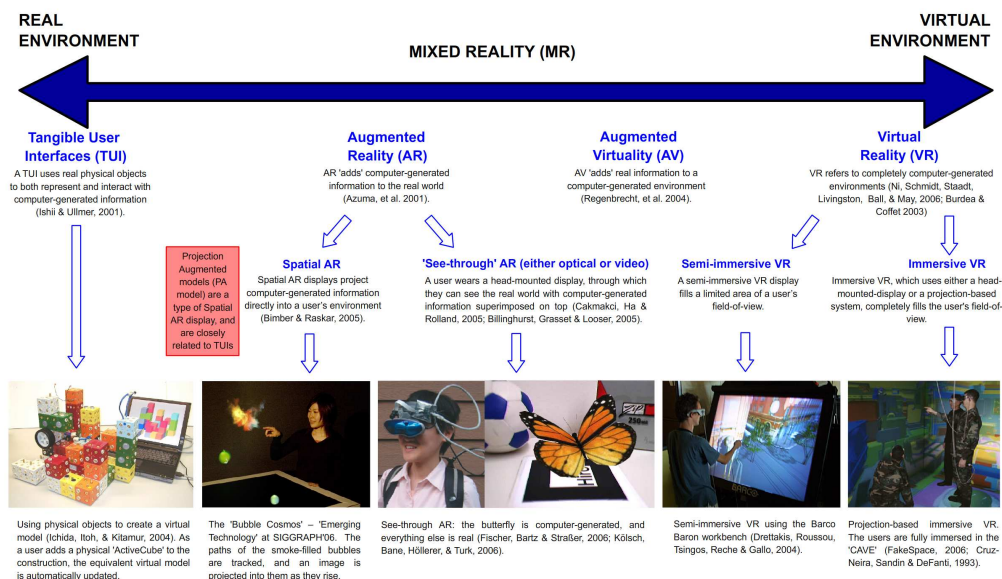 REAL
ENVIRONMENT
VIRTUAL
ENVIRONMENT
MIXED REALITY (MR)
Tangible User
Interfaces (TUI)
A TUI uses real physical objects
to both represent and interact with
computer-generated information
(Ishii & Ullmer, 2001).
Augmented
Reality (AR)
AR 'adds' computer-generated
information to the real world
(Azuma, et al. 2001).
Augmented
Virtuality (AV)
AV 'adds' real information to a
computer-generated environment
(Regenbrecht, et al. 2004).
Virtual
Reality (VR)
VR refers to completely computer-generated
environments (Ni, Schmidt, Staadt,
Livingston, Ball, & May, 2006; Burdea &
Coffet 2003)
Projection
Augmented
models (PA
model) are a
type of Spatial
AR display, and
are closely
related to TUIs
Spatial AR
Spatial AR displays project
computer-generated information
directly into a user's environment
(Bimber & Raskar, 2005).
'See-through' AR (either optical or video)
A user wears a head-mounted display, through which
they can see the real world with computer-generated
information superimposed on top (Cakmakci, Ha &
Rolland, 2005; Billinghurst, Grasset & Looser, 2005).
Semi-immersive VR
A semi-immersive VR display
fills a limited area of a user's
field-of-view.
Immersive VR
Immersive VR, which uses either a head-
mounted-display or a projection-based
system, completely fills the user's field-of-
view.
ZIP
250MB
BARCO
Using physical objects to create a virtual
model (Ichida, Itoh, & Kitamur, 2004). As
a user adds a physical 'ActiveCube' to the
construction, the equivalent virtual model
is automatically updated.
The 'Bubble Cosmos' – 'Emerging
Technology' at SIGGRAPH'06. The
paths of the smoke-filled bubbles
are tracked, and an image is
projected into them as they rise.
See-through AR: the butterfly is computer-generated, and
everything else is real (Fischer, Bartz & Straßer, 2006; Kölsch,
Bane, Höllerer, & Turk, 2006).
Semi-immersive VR using the Barco
Baron workbench (Drettakis, Roussou,
Tsingos, Reche & Gallo, 2004).
Projection-based immersive VR.
The users are fully immersed in the
'CAVE' (FakeSpace, 2006; Cruz-
Neira, Sandin & DeFanti, 1993).